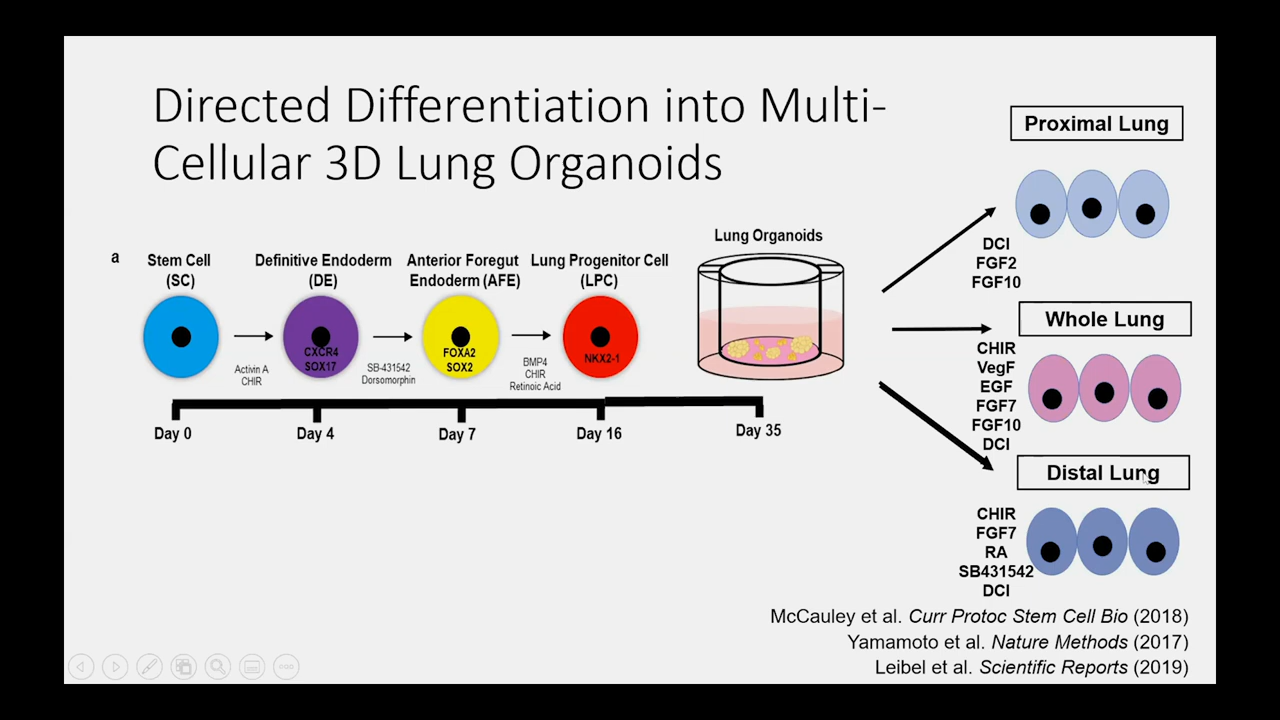 Directed Differentiation into Multi-
Cellular 3D Lung Organoids
a
Stem Cell
(SC)
Definitive Endoderm
(DE)
Anterior Foregut
Endoderm (AFE)
Lung Progenitor Cell
(LPC)
Lung Organoids
CXCR4
SOX17
FOXA2
SOX2
NKX2-1
Activin A
CHIR
SB-431542
Dorsomorphin
BMP4
CHIR
Retinoic Acid
Day 0
Day 4
Day 7
Day 16
Day 35
Proximal Lung
DCI
FGF2
FGF10
Whole Lung
CHIR
VegF
EGF
FGF7
FGF10
DCI
Distal Lung
CHIR
FGF7
RA
SB431542
DCI
McCauley et al. Curr Protoc Stem Cell Bio (2018)
Yamamoto et al. Nature Methods (2017)
Leibel et al. Scientific Reports (2019)